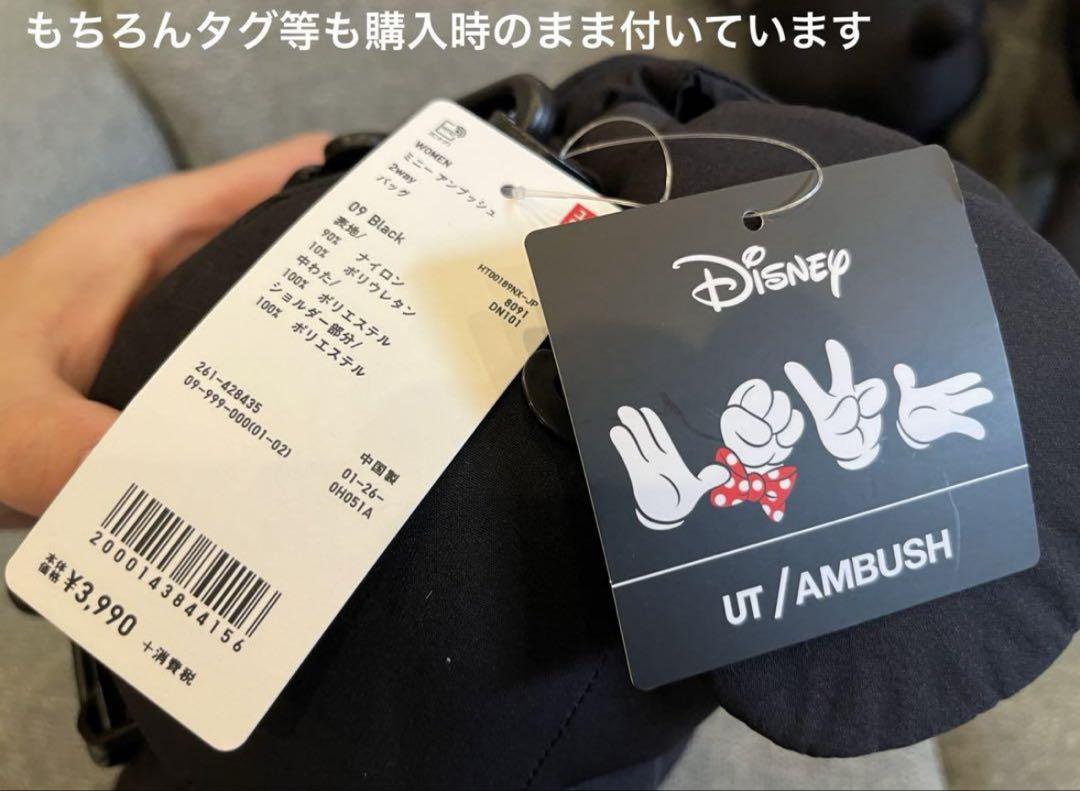 もちろんタグ等も購入時のまま付いています
WOMEN
ミニー アンブッシュ
2way
バッグ
09 Black
表地/
90% ナイロン
10% ポリウレタン
中わた/
100% ポリエステル
ショルダー部分/
100% ポリエステル
HT00189NX-JP
8091
DN101
261-428435
09-999-000(01-02)
中国製
01-26-
0H051A
2000143844156
本体
価格 ¥3,990 +消費税
DISNEY
LOVE
UT / AMBUSH